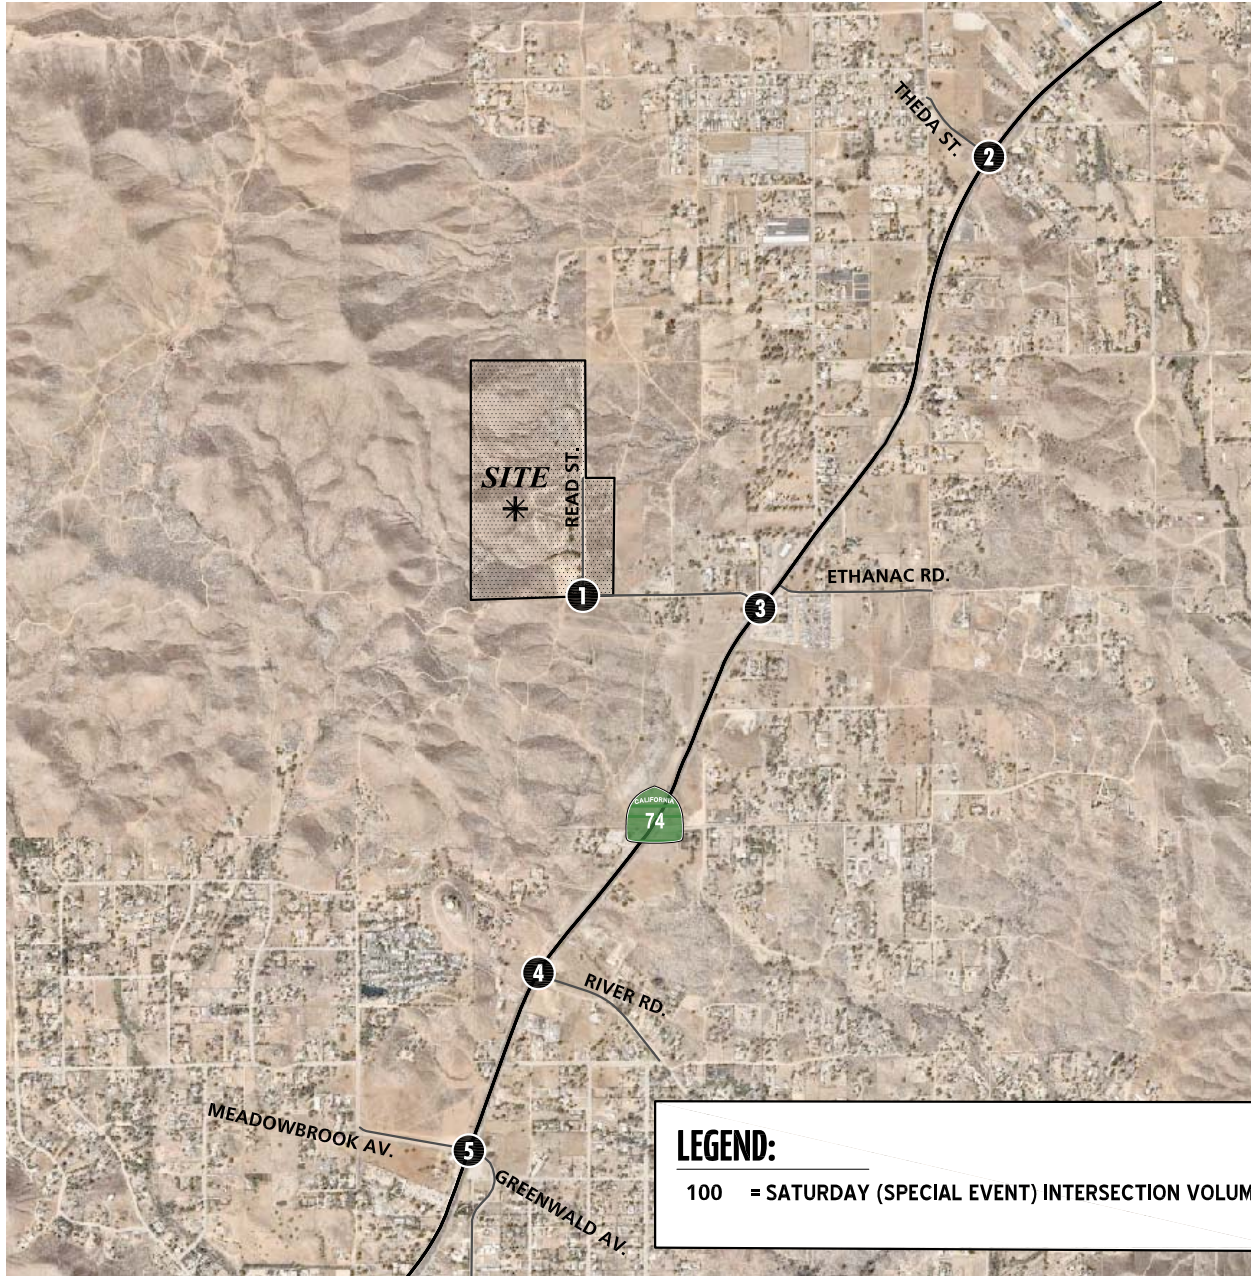 THEDA ST.
2
SITE
READ ST.
1
ETHANAC RD.
3
CALIFORNIA
74
4
RIVER RD.
MEADOWBROOK AV.
5
GREENWALD AV.
LEGEND:
100 = SATURDAY (SPECIAL EVENT) INTERSECTION VOLUM